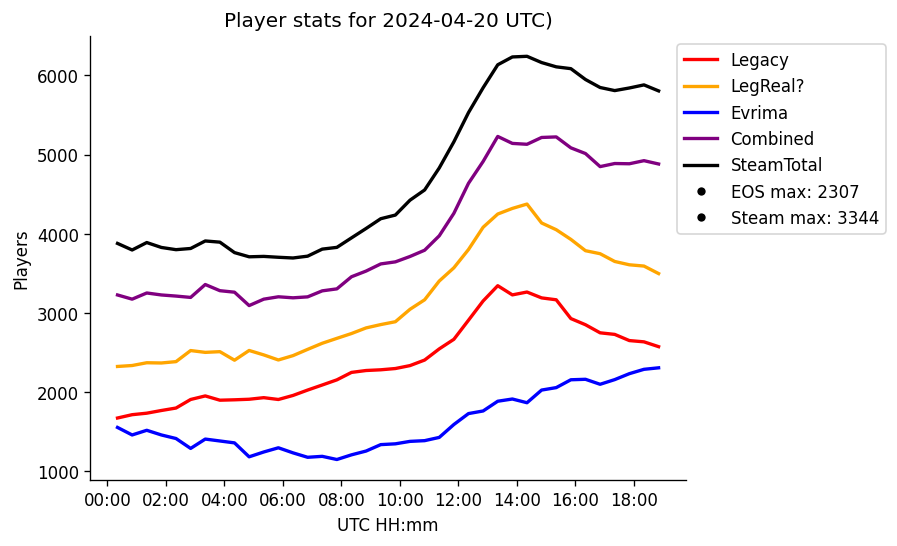 Player stats for 2024-04-20 UTC)
Legacy
LegReal?
Evrima
Combined
SteamTotal
EOS max: 2307
Steam max: 3344
Players
6000
5000
4000
3000
2000
1000
00:00 02:00 04:00 06:00 08:00 10:00 12:00 14:00 16:00 18:00
UTC HH:mm